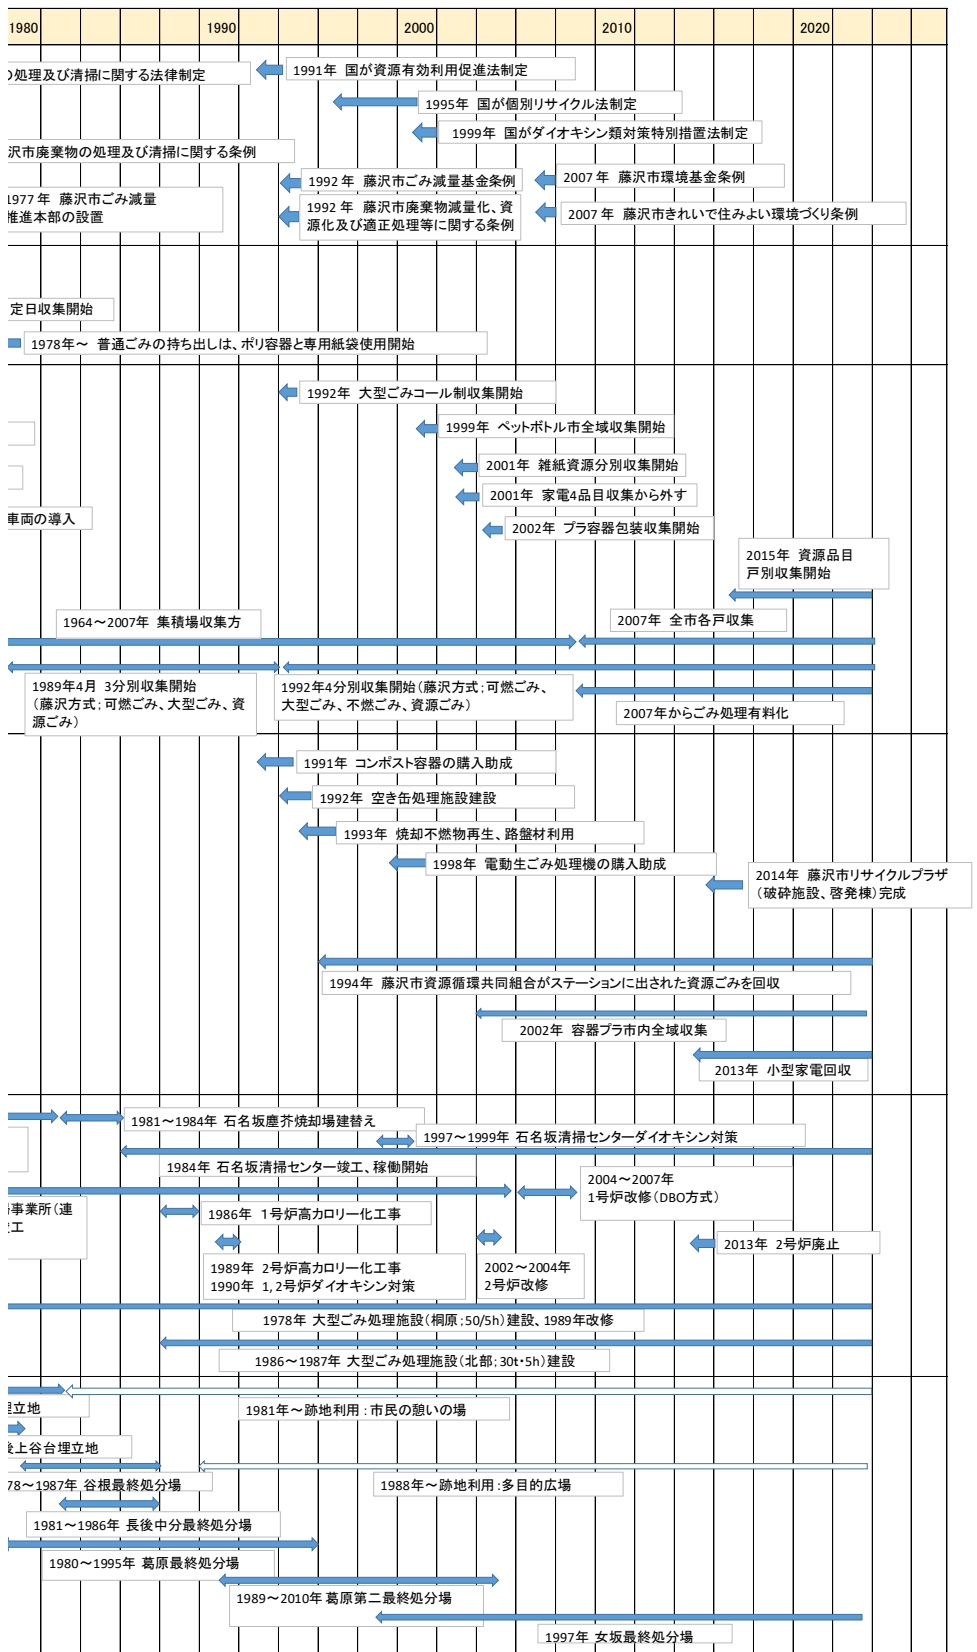 1980 1990 2000 2010 2020
の処理及び清掃に関する法律制定
1991年 国が資源有効利用促進法制定
1995年 国が個別リサイクル法制定
1999年 国がダイオキシン類対策特別措置法制定
沢市廃棄物の処理及び清掃に関する条例
1992年 藤沢市ごみ減量基金条例
2007年 藤沢市環境基金条例
1977年 藤沢市ごみ減量
推進本部の設置
1992年 藤沢市廃棄物減量化、資
源化及び適正処理等に関する条例
2007年 藤沢市きれいで住みよい環境づくり条例
定日収集開始
1978年～ 普通ごみの持ち出しは、ポリ容器と専用紙袋使用開始
1992年 大型ごみコール制収集開始
1999年 ペットボトル市全域収集開始
2001年 雑紙資源分別収集開始
2001年 家電4品目収集から外す
車両の導入
2002年 プラ容器包装収集開始
2015年 資源品目
戸別収集開始
1964～2007年 集積場収集方
2007年 全市各戸収集
1989年4月 3分別収集開始
（藤沢方式；可燃ごみ、大型ごみ、資
源ごみ）
1992年4分別収集開始（藤沢方式；可燃ごみ、
大型ごみ、不燃ごみ、資源ごみ）
2007年からごみ処理有料化
1991年 コンポスト容器の購入助成
1992年 空き缶処理施設建設
1993年 焼却不燃物再生、路盤材利用
1998年 電動生ごみ処理機の購入助成
2014年 藤沢市リサイクルプラザ
（破砕施設、啓発棟）完成
1994年 藤沢市資源循環共同組合がステーションに出された資源ごみを回収
2002年 容器プラ市内全域収集
2013年 小型家電回収
1981～1984年 石名坂塵芥焼却場建替え
1997～1999年 石名坂清掃センターダイオキシン対策
1984年 石名坂清掃センター竣工、稼働開始
2004～2007年
1号炉改修（DBO方式）
事業所（連
工
1986年 1号炉高カロリー化工事
2013年 2号炉廃止
1989年 2号炉高カロリー化工事
1990年 1,2号炉ダイオキシン対策
2002～2004年
2号炉改修
1978年 大型ごみ処理施設（桐原；50/5h）建設、1989年改修
1986～1987年 大型ごみ処理施設（北部；30t・5h）建設
埋立地
1981年～跡地利用：市民の憩いの場
後上谷台埋立地
78～1987年 谷根最終処分場
1988年～跡地利用：多目的広場
1981～1986年 長後中分最終処分場
1980～1995年 葛原最終処分場
1989～2010年 葛原第二最終処分場
1997年 女坂最終処分場